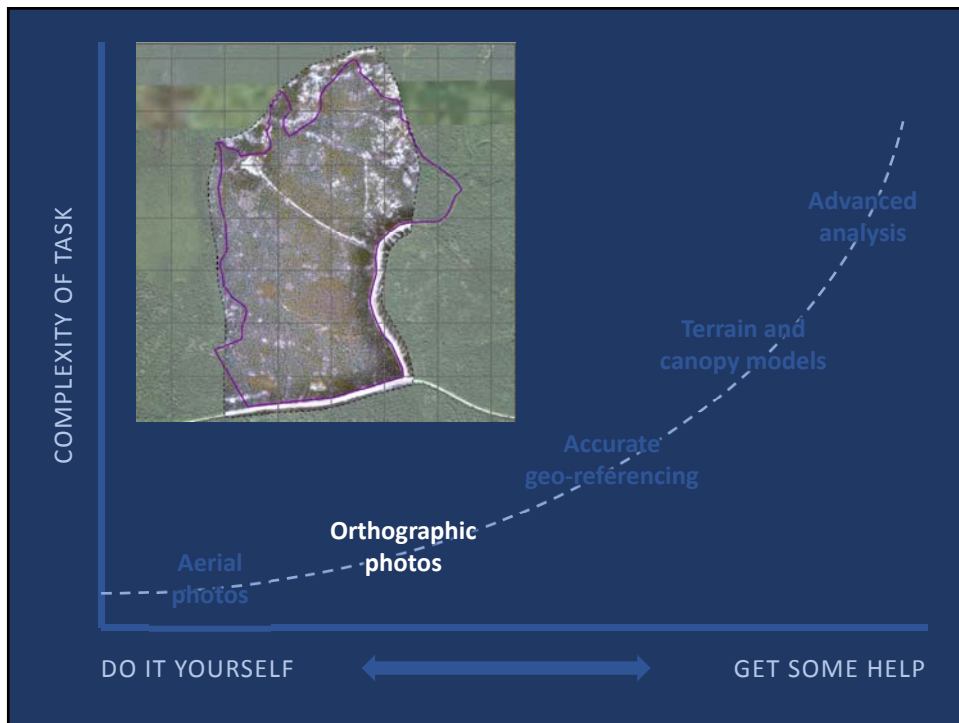 COMPLEXITY OF TASK
Advanced
analysis
Terrain and
canopy models
Accurate
geo-referencing
Orthographic
photos
Aerial
photos
DO IT YOURSELF
GET SOME HELP